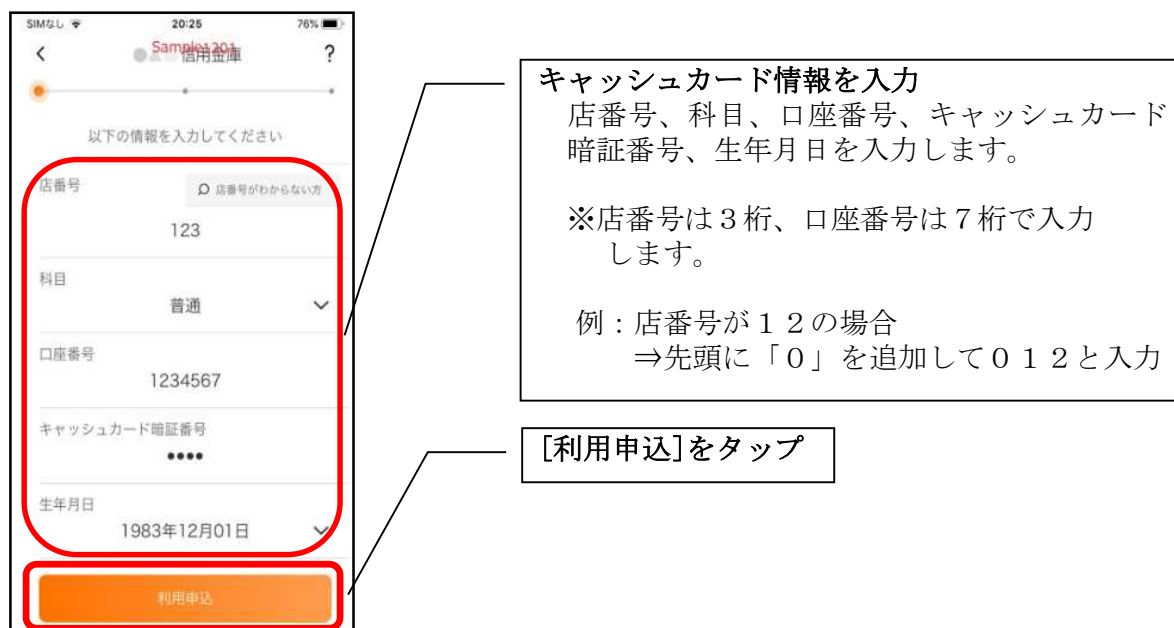 SIMなし 20:25 76%
Sample1201
信用金庫
?
以下の情報を入力してください
店番号
店番号がわからない方
123
科目
普通
口座番号
1234567
キャッシュカード暗証番号
••••
生年月日
1983年12月01日
利用申込
キャッシュカード情報を入力
店番号、科目、口座番号、キャッシュカード
暗証番号、生年月日を入力します。
※店番号は３桁、口座番号は７桁で入力
します。
例：店番号が１２の場合
⇒先頭に「０」を追加して０１２と入力
[利用申込]をタップ